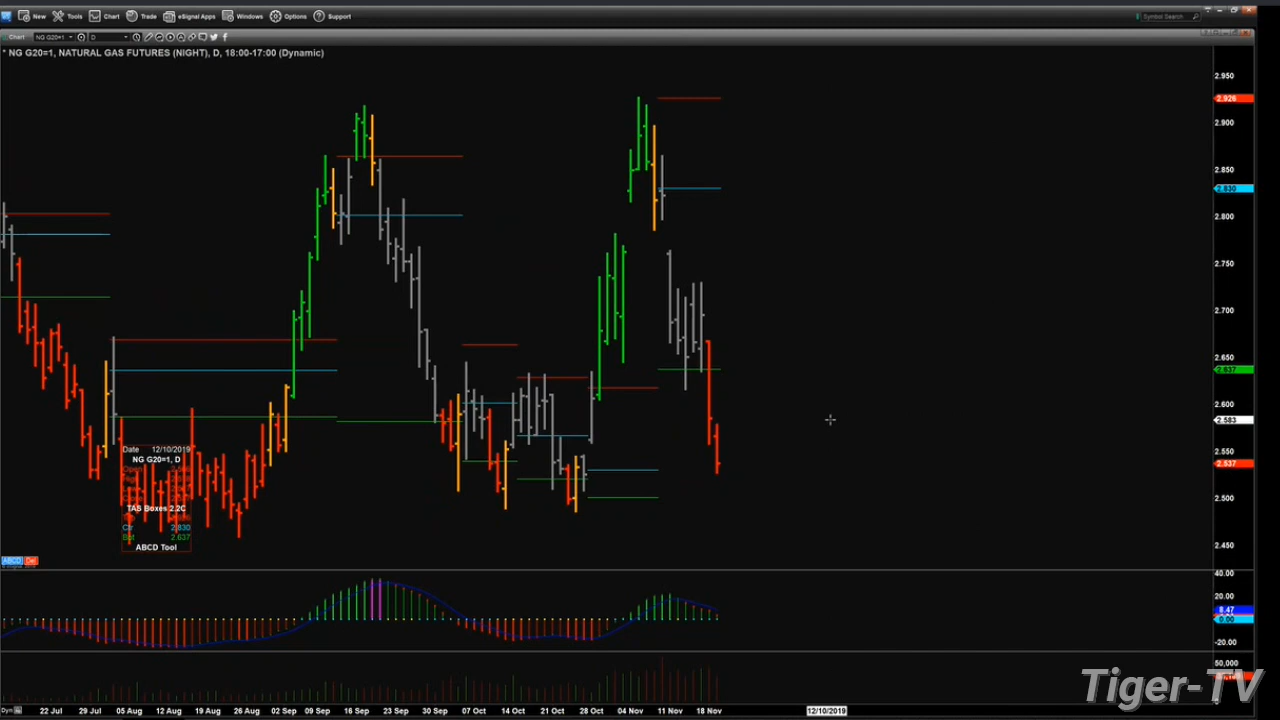 New Tools Chart Trade eSignal Apps Windows Options Support Symbol Search
Chart NG G20=1 D
* NG G20=1, NATURAL GAS FUTURES (NIGHT), D, 18:00-17:00 (Dynamic)
2.950
2.926
2.900
2.850
2.830
2.800
2.750
2.700
2.650
2.637
2.600
2.583
2.550
2.537
2.500
2.450
Date 12/10/2019
NG G20=1, D
TAS Boxes 2.2C
Ctr 2.830
Bot 2.637
ABCD Tool
ABCD Del
40.00
20.00
8.47
0.00
-20.00
50,000
Tiger-TV
Dyn 22 Jul 29 Jul 05 Aug 12 Aug 19 Aug 26 Aug 02 Sep 09 Sep 16 Sep 23 Sep 30 Sep 07 Oct 14 Oct 21 Oct 28 Oct 04 Nov 11 Nov 18 Nov 12/10/2019